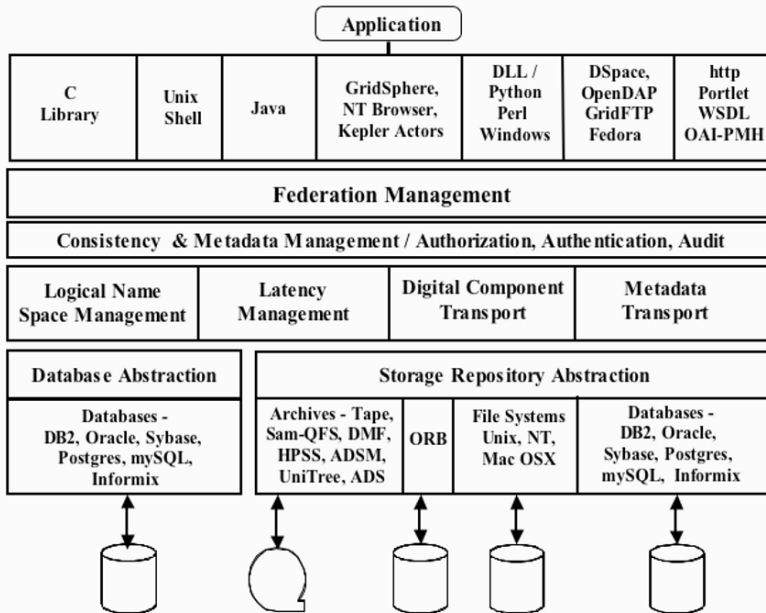 Application
C
Library
Unix
Shell
Java
GridSphere,
NT Browser,
Kepler Actors
DLL /
Python
Perl
Windows
DSpace,
OpenDAP
GridFTP
Fedora
http
Portlet
WSDL
OAI-PMH
Federation Management
Consistency & Metadata Management / Authorization, Authentication, Audit
Logical Name
Space Management
Latency
Management
Digital Component
Transport
Metadata
Transport
Database Abstraction
Storage Repository Abstraction
Databases -
DB2, Oracle, Sybase,
Postgres, mySQL,
Informix
Archives - Tape,
Sam-QFS, DMF,
HPSS, ADSM,
UniTree, ADS
ORB
File Systems
Unix, NT,
Mac OSX
Databases -
DB2, Oracle,
Sybase, Postgres,
mySQL, Informix